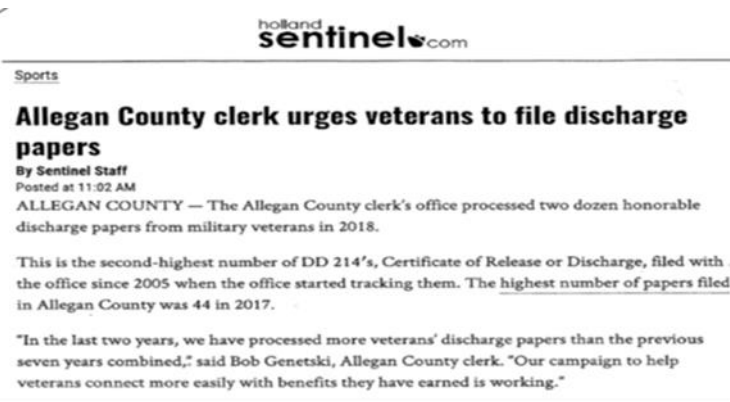 holland
sentinel.com
Sports
Allegan County clerk urges veterans to file discharge
papers
By Sentinel Staff
Posted at 11:02 AM
ALLEGAN COUNTY — The Allegan County clerk's office processed two dozen honorable
discharge papers from military veterans in 2018.
This is the second-highest number of DD 214's, Certificate of Release or Discharge, filed with
the office since 2005 when the office started tracking them. The highest number of papers filed
in Allegan County was 44 in 2017.
"In the last two years, we have processed more veterans' discharge papers than the previous
seven years combined," said Bob Genetski, Allegan County clerk. "Our campaign to help
veterans connect more easily with benefits they have earned is working."